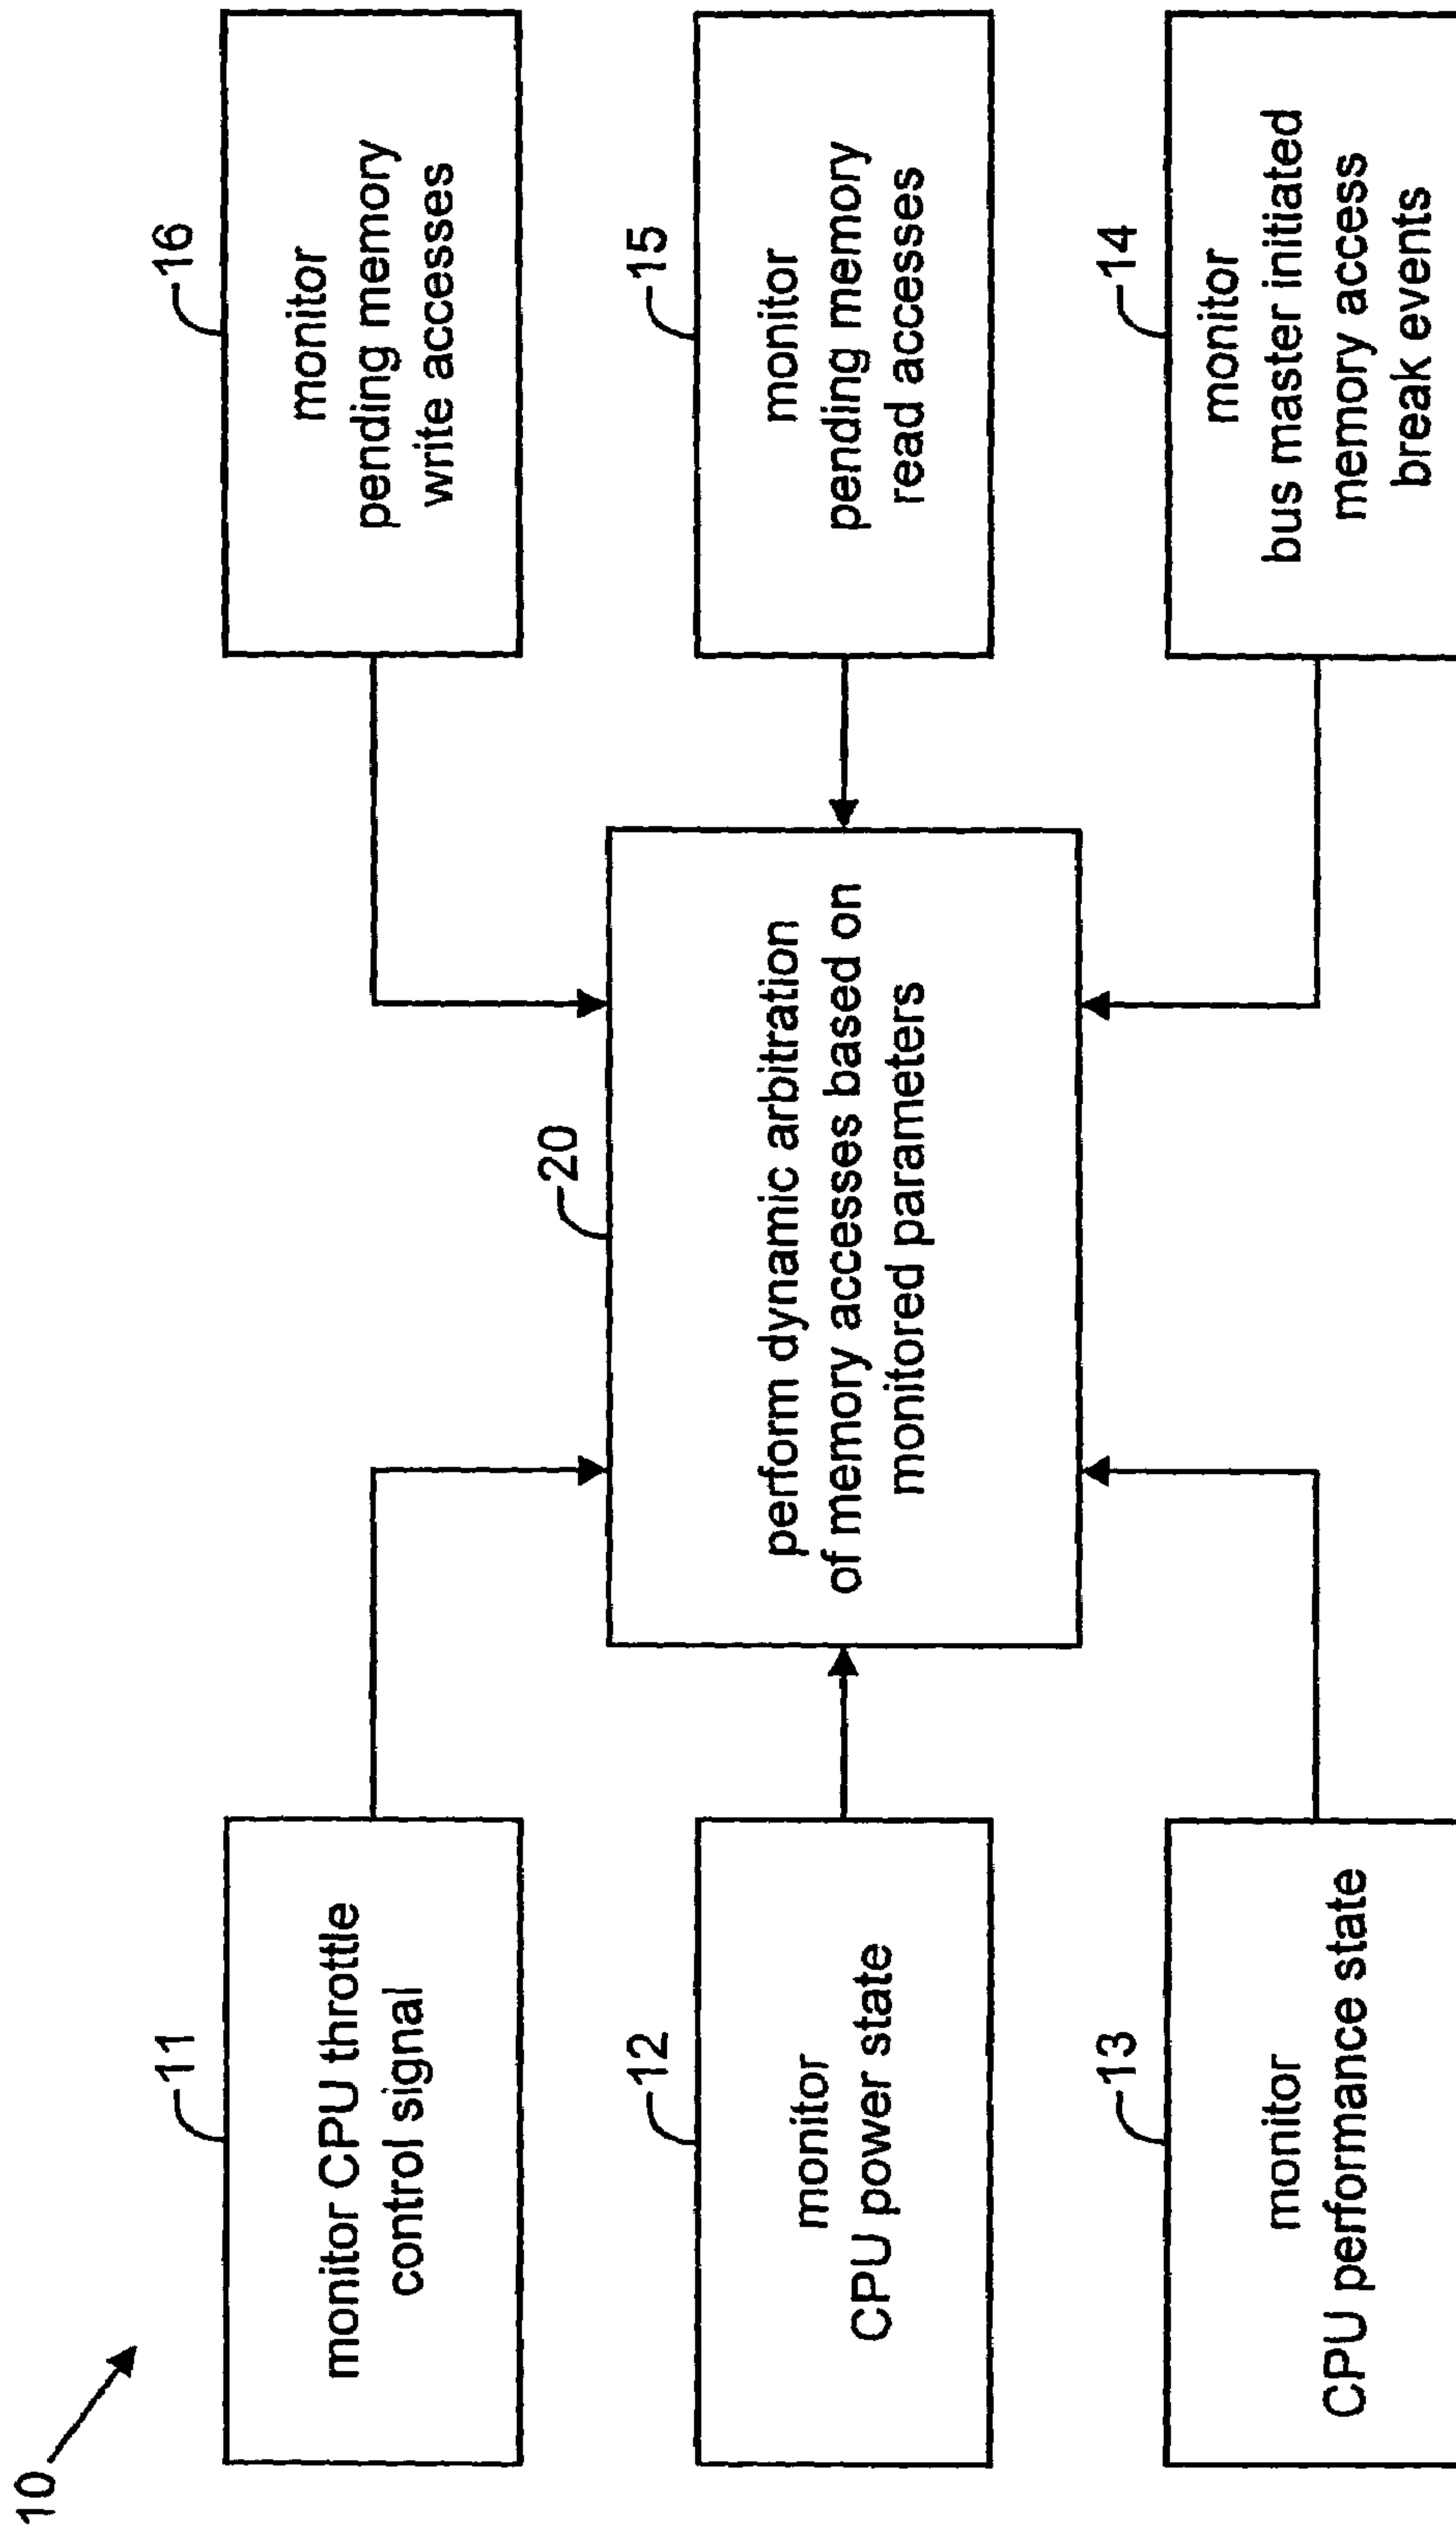 10
11
monitor CPU throttle
control signal
12
monitor
CPU power state
13
monitor
CPU performance state
20
perform dynamic arbitration
of memory accesses based on
monitored parameters
16
monitor
pending memory
write accesses
15
monitor
pending memory
read accesses
14
monitor
bus master initiated
memory access
break events